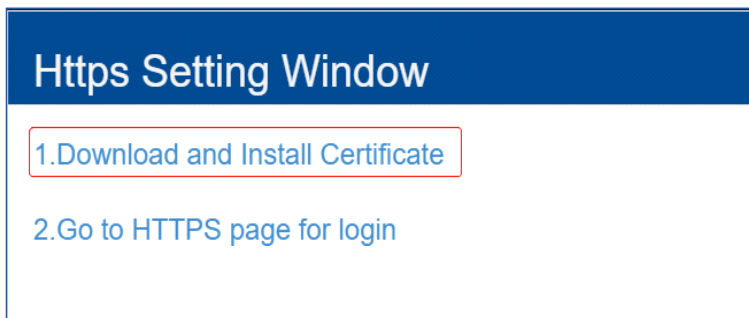 Https Setting Window
1.Download and Install Certificate
2.Go to HTTPS page for login